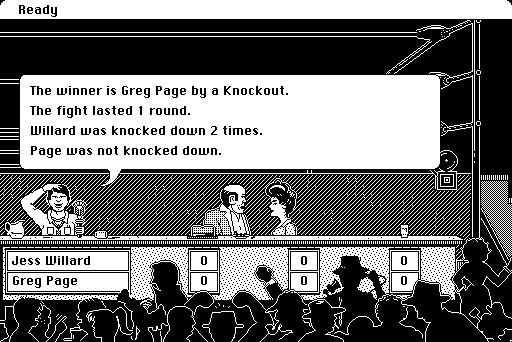 Ready
The winner is Greg Page by a Knockout.
The fight lasted 1 round.
Willard was knocked down 2 times.
Page was not knocked down.
Jess Willard 0 0 0
Greg Page 0 0 0